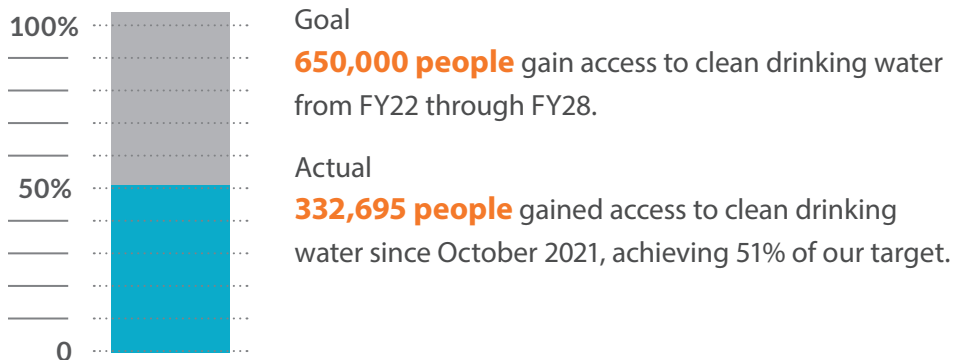 100%
50%
0
Goal
650,000 people gain access to clean drinking water
from FY22 through FY28.
Actual
332,695 people gained access to clean drinking
water since October 2021, achieving 51% of our target.